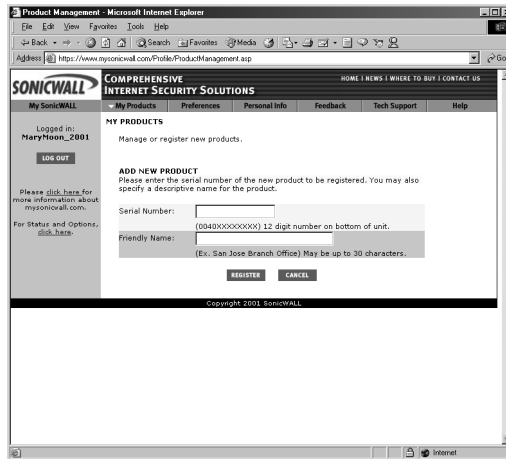 Product Management - Microsoft Internet Explorer
File Edit View Favorites Tools Help
Back Search Favorites Media
Address https://www.mysonicwall.com/Profile/ProductManagement.asp Go
SONICWALL
COMPREHENSIVE
INTERNET SECURITY SOLUTIONS
HOME | NEWS | WHERE TO BUY | CONTACT US
My SonicWALL My Products Preferences Personal Info Feedback Tech Support Help
Logged in:
MaryMoon_2001
LOG OUT
Please click here for
more information about
mysonicwall.com.
For Status and Options,
click here.
MY PRODUCTS
Manage or register new products.
ADD NEW PRODUCT
Please enter the serial number of the new product to be registered. You may also
specify a descriptive name for the product.
Serial Number:
(0040XXXXXXXX) 12 digit number on bottom of unit.
Friendly Name:
(Ex. San Jose Branch Office) May be up to 30 characters.
REGISTER CANCEL
Copyright 2001 SonicWALL
Internet